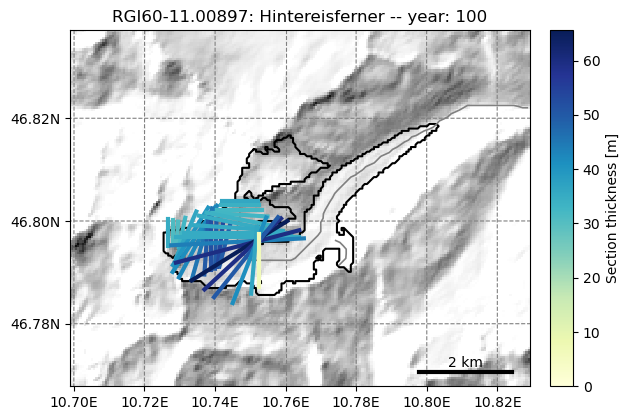 RGI60-11.00897: Hintereisferner -- year: 100
46.82N
46.80N
46.78N
10.70E 10.72E 10.74E 10.76E 10.78E 10.80E 10.82E
2 km
60
50
40
30
20
10
0
Section thickness [m]